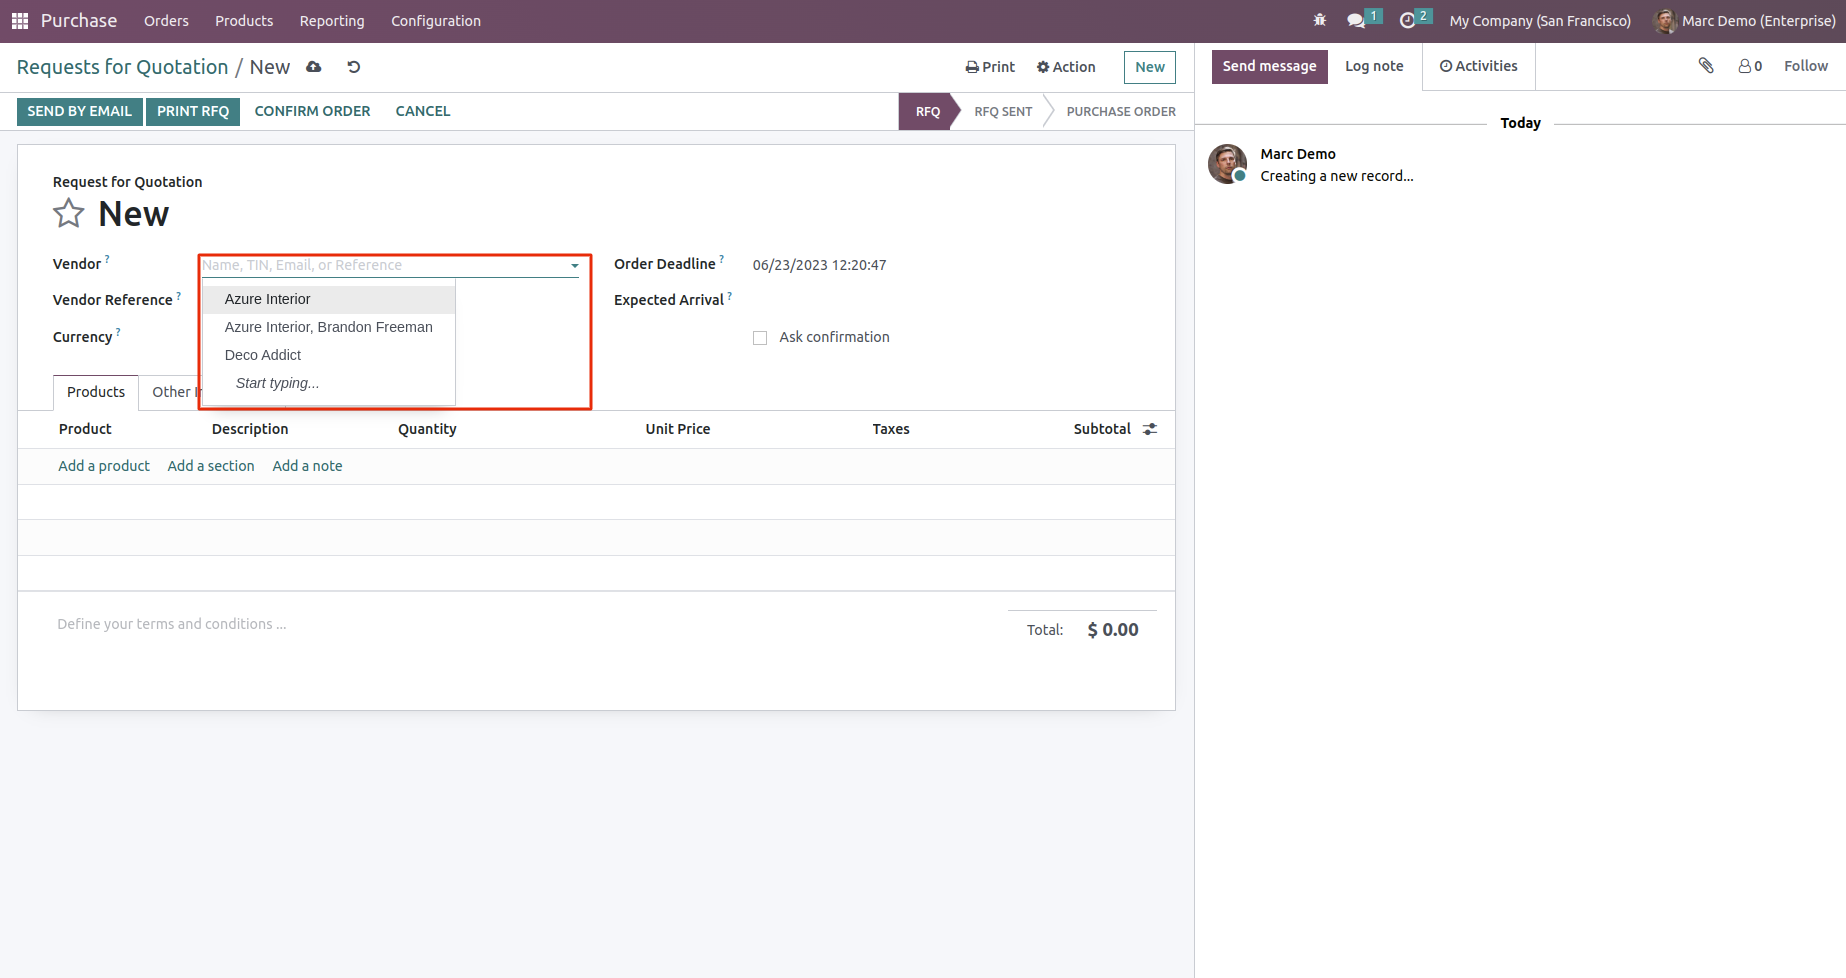 Purchase Orders Products Reporting Configuration 1 2 My Company (San Francisco) Marc Demo (Enterprise)
Requests for Quotation / New Print Action New
SEND BY EMAIL PRINT RFQ CONFIRM ORDER CANCEL RFQ RFQ SENT PURCHASE ORDER
Request for Quotation
New
Vendor ? Name, TIN, Email, or Reference Order Deadline ? 06/23/2023 12:20:47
Azure Interior
Vendor Reference ? Expected Arrival ?
Azure Interior, Brandon Freeman
Currency ? Ask confirmation
Deco Addict
Start typing...
Products Other I
Product Description Quantity Unit Price Taxes Subtotal
Add a product Add a section Add a note
Define your terms and conditions ...
Total: $ 0.00
Send message Log note Activities 0 Follow
Today
Marc Demo
Creating a new record...